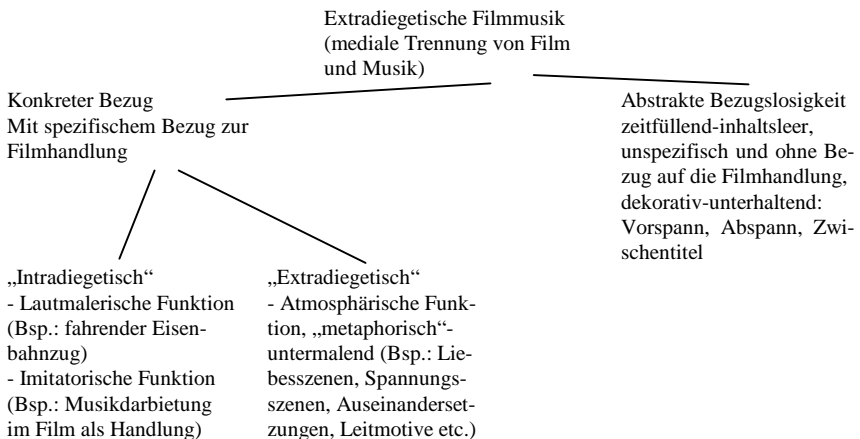 Extradiegetische Filmmusik
(mediale Trennung von Film
und Musik)
Konkreter Bezug
Mit spezifischem Bezug zur
Filmhandlung
Abstrakte Bezugslosigkeit
zeitfüllend-inhaltsleer,
unspezifisch und ohne Be-
zug auf die Filmhandlung,
dekorativ-unterhaltend:
Vorspann, Abspann, Zwi-
schentitel
„Intradiegetisch“
- Lautmalerische Funktion
(Bsp.: fahrender Eisen-
bahnzug)
- Imitatorische Funktion
(Bsp.: Musikdarbietung
im Film als Handlung)
„Extradiegetisch“
- Atmosphärische Funk-
tion, „metaphorisch“-
untermalend (Bsp.: Lie-
besszenen, Spannungs-
szenen, Auseinanderset-
zungen, Leitmotive etc.)